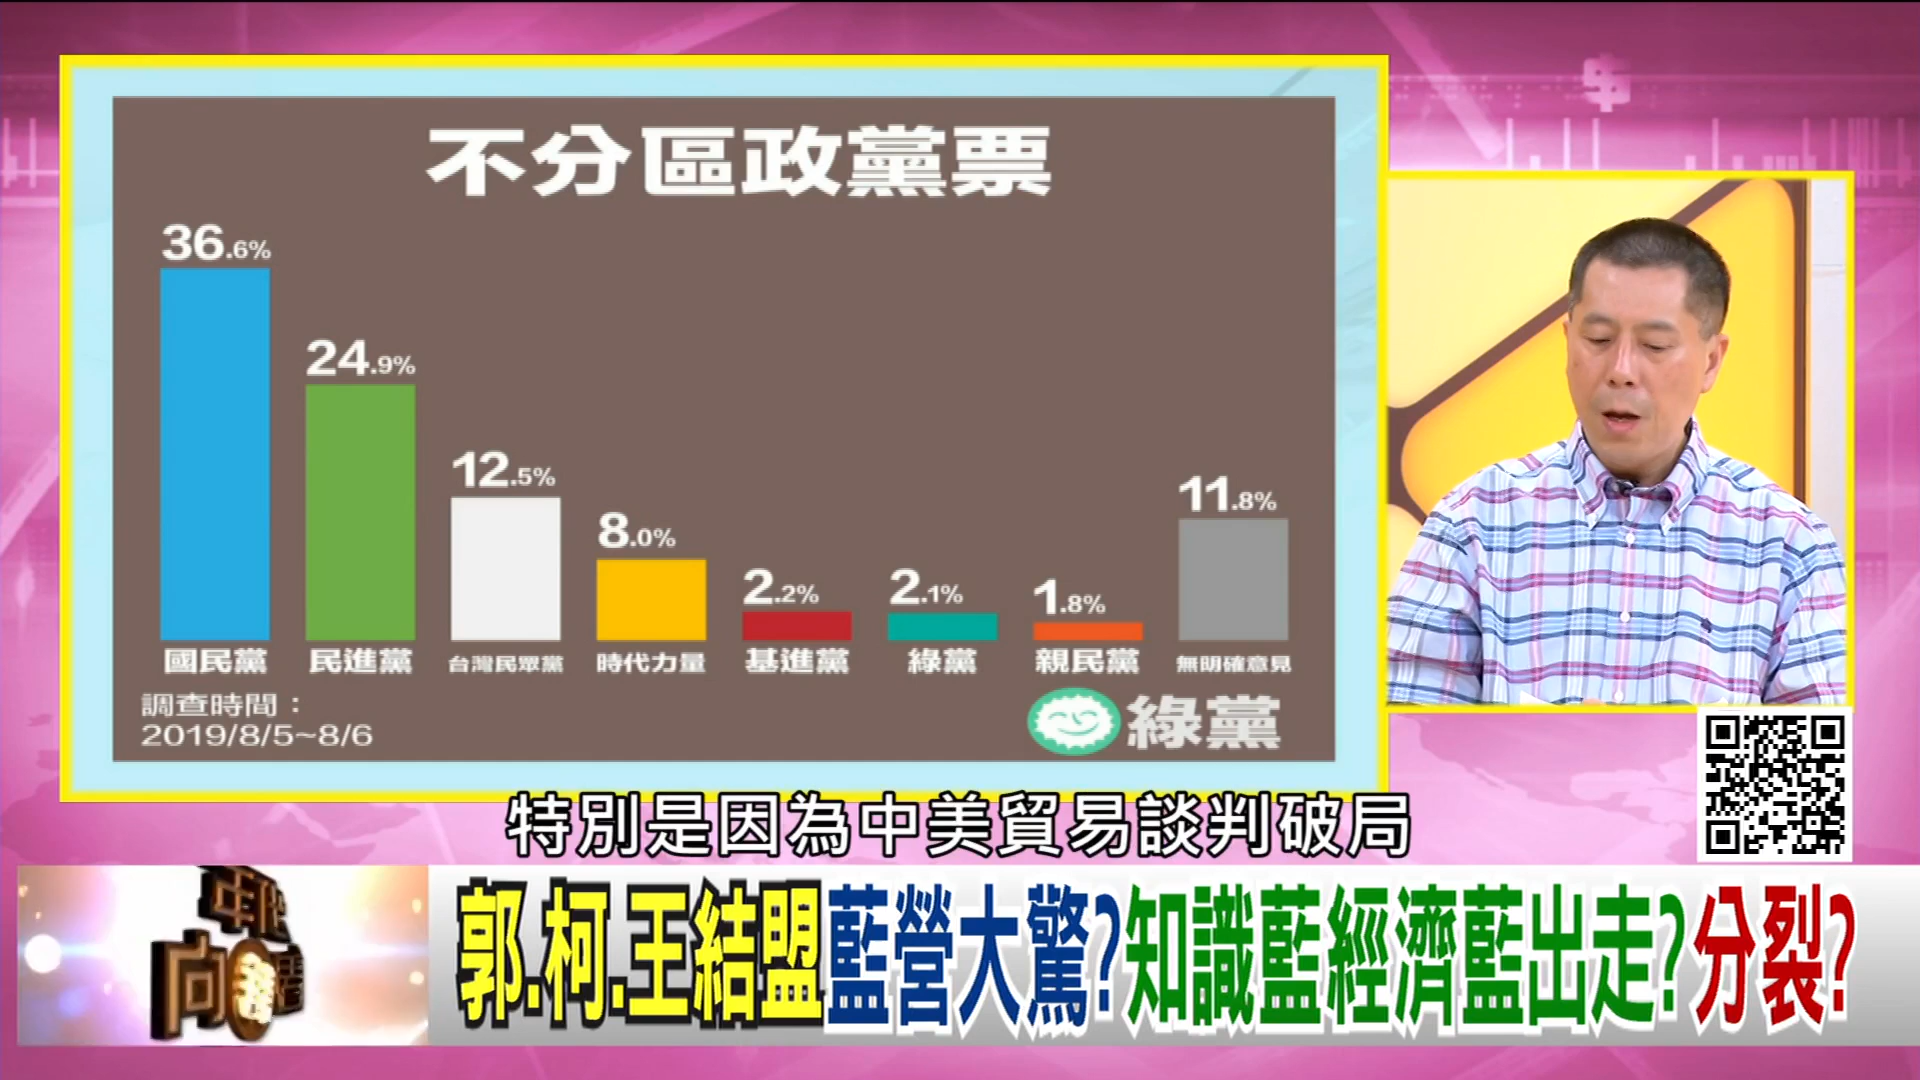 不分區政黨票
36.6%
24.9%
12.5%
8.0%
2.2%
2.1%
1.8%
11.8%
國民黨
民進黨
台灣民眾黨
時代力量
基進黨
綠黨
親民黨
無明確意見
調查時間：
2019/8/5~8/6
綠黨
特別是因為中美貿易談判破局
年代
向錢
郭.柯.王結盟藍營大驚?知識藍經濟藍出走?分裂?